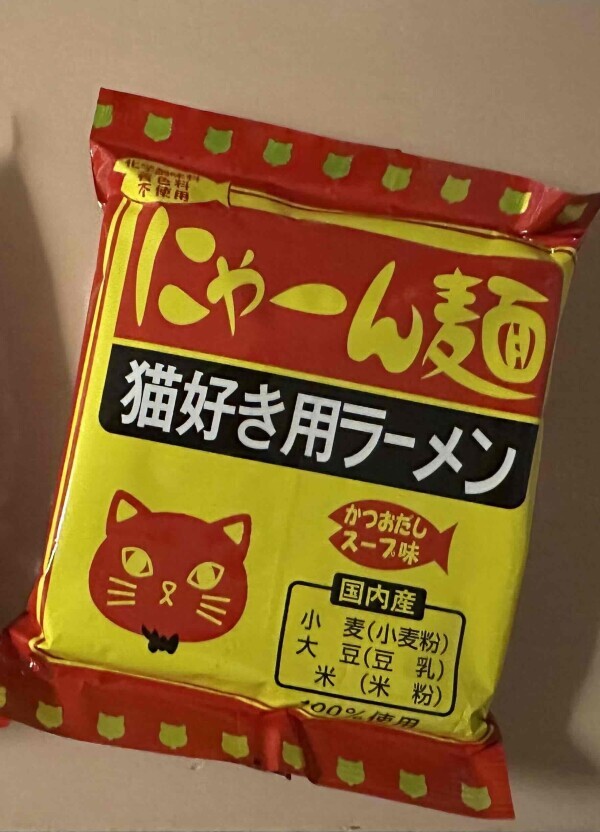 化学調味料
着色料
不使用
にゃーん麺
猫好き用ラーメン
かつおだし
スープ味
国内産
小麦(小麦粉)
大豆(豆乳)
米(米粉)
100%使用